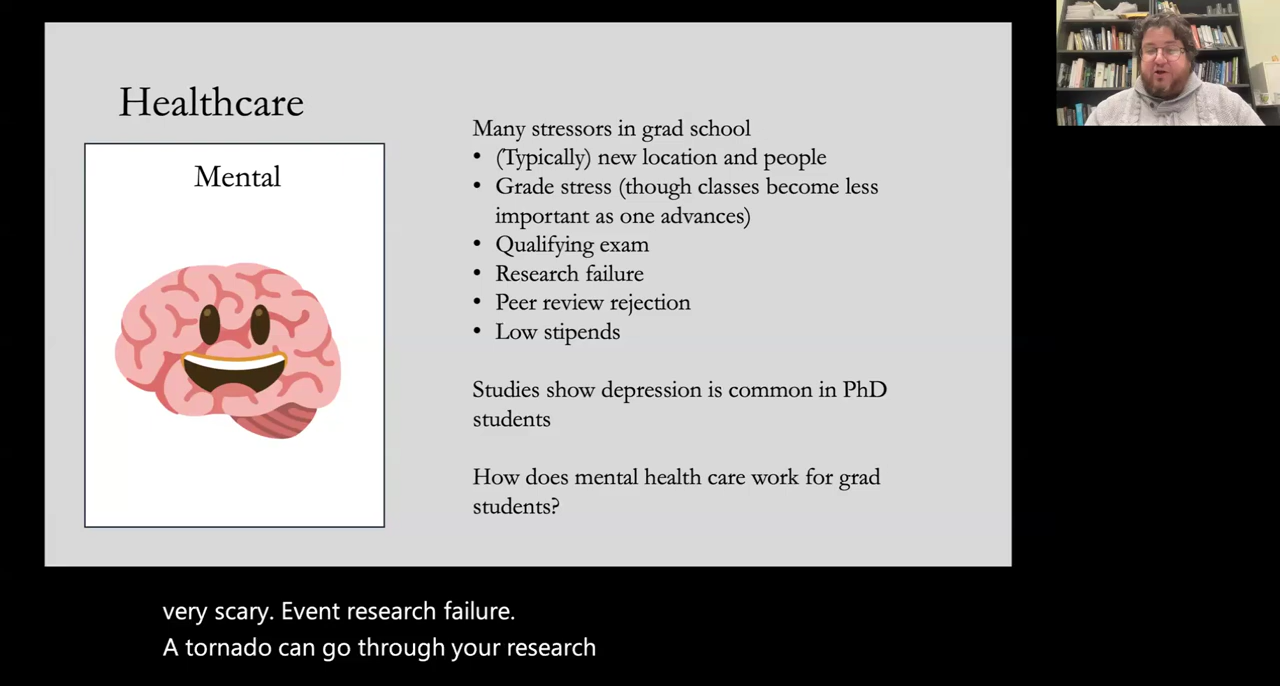 Healthcare
Mental
Many stressors in grad school
• (Typically) new location and people
• Grade stress (though classes become less
important as one advances)
• Qualifying exam
• Research failure
• Peer review rejection
• Low stipends
Studies show depression is common in PhD
students
How does mental health care work for grad
students?
very scary. Event research failure.
A tornado can go through your research